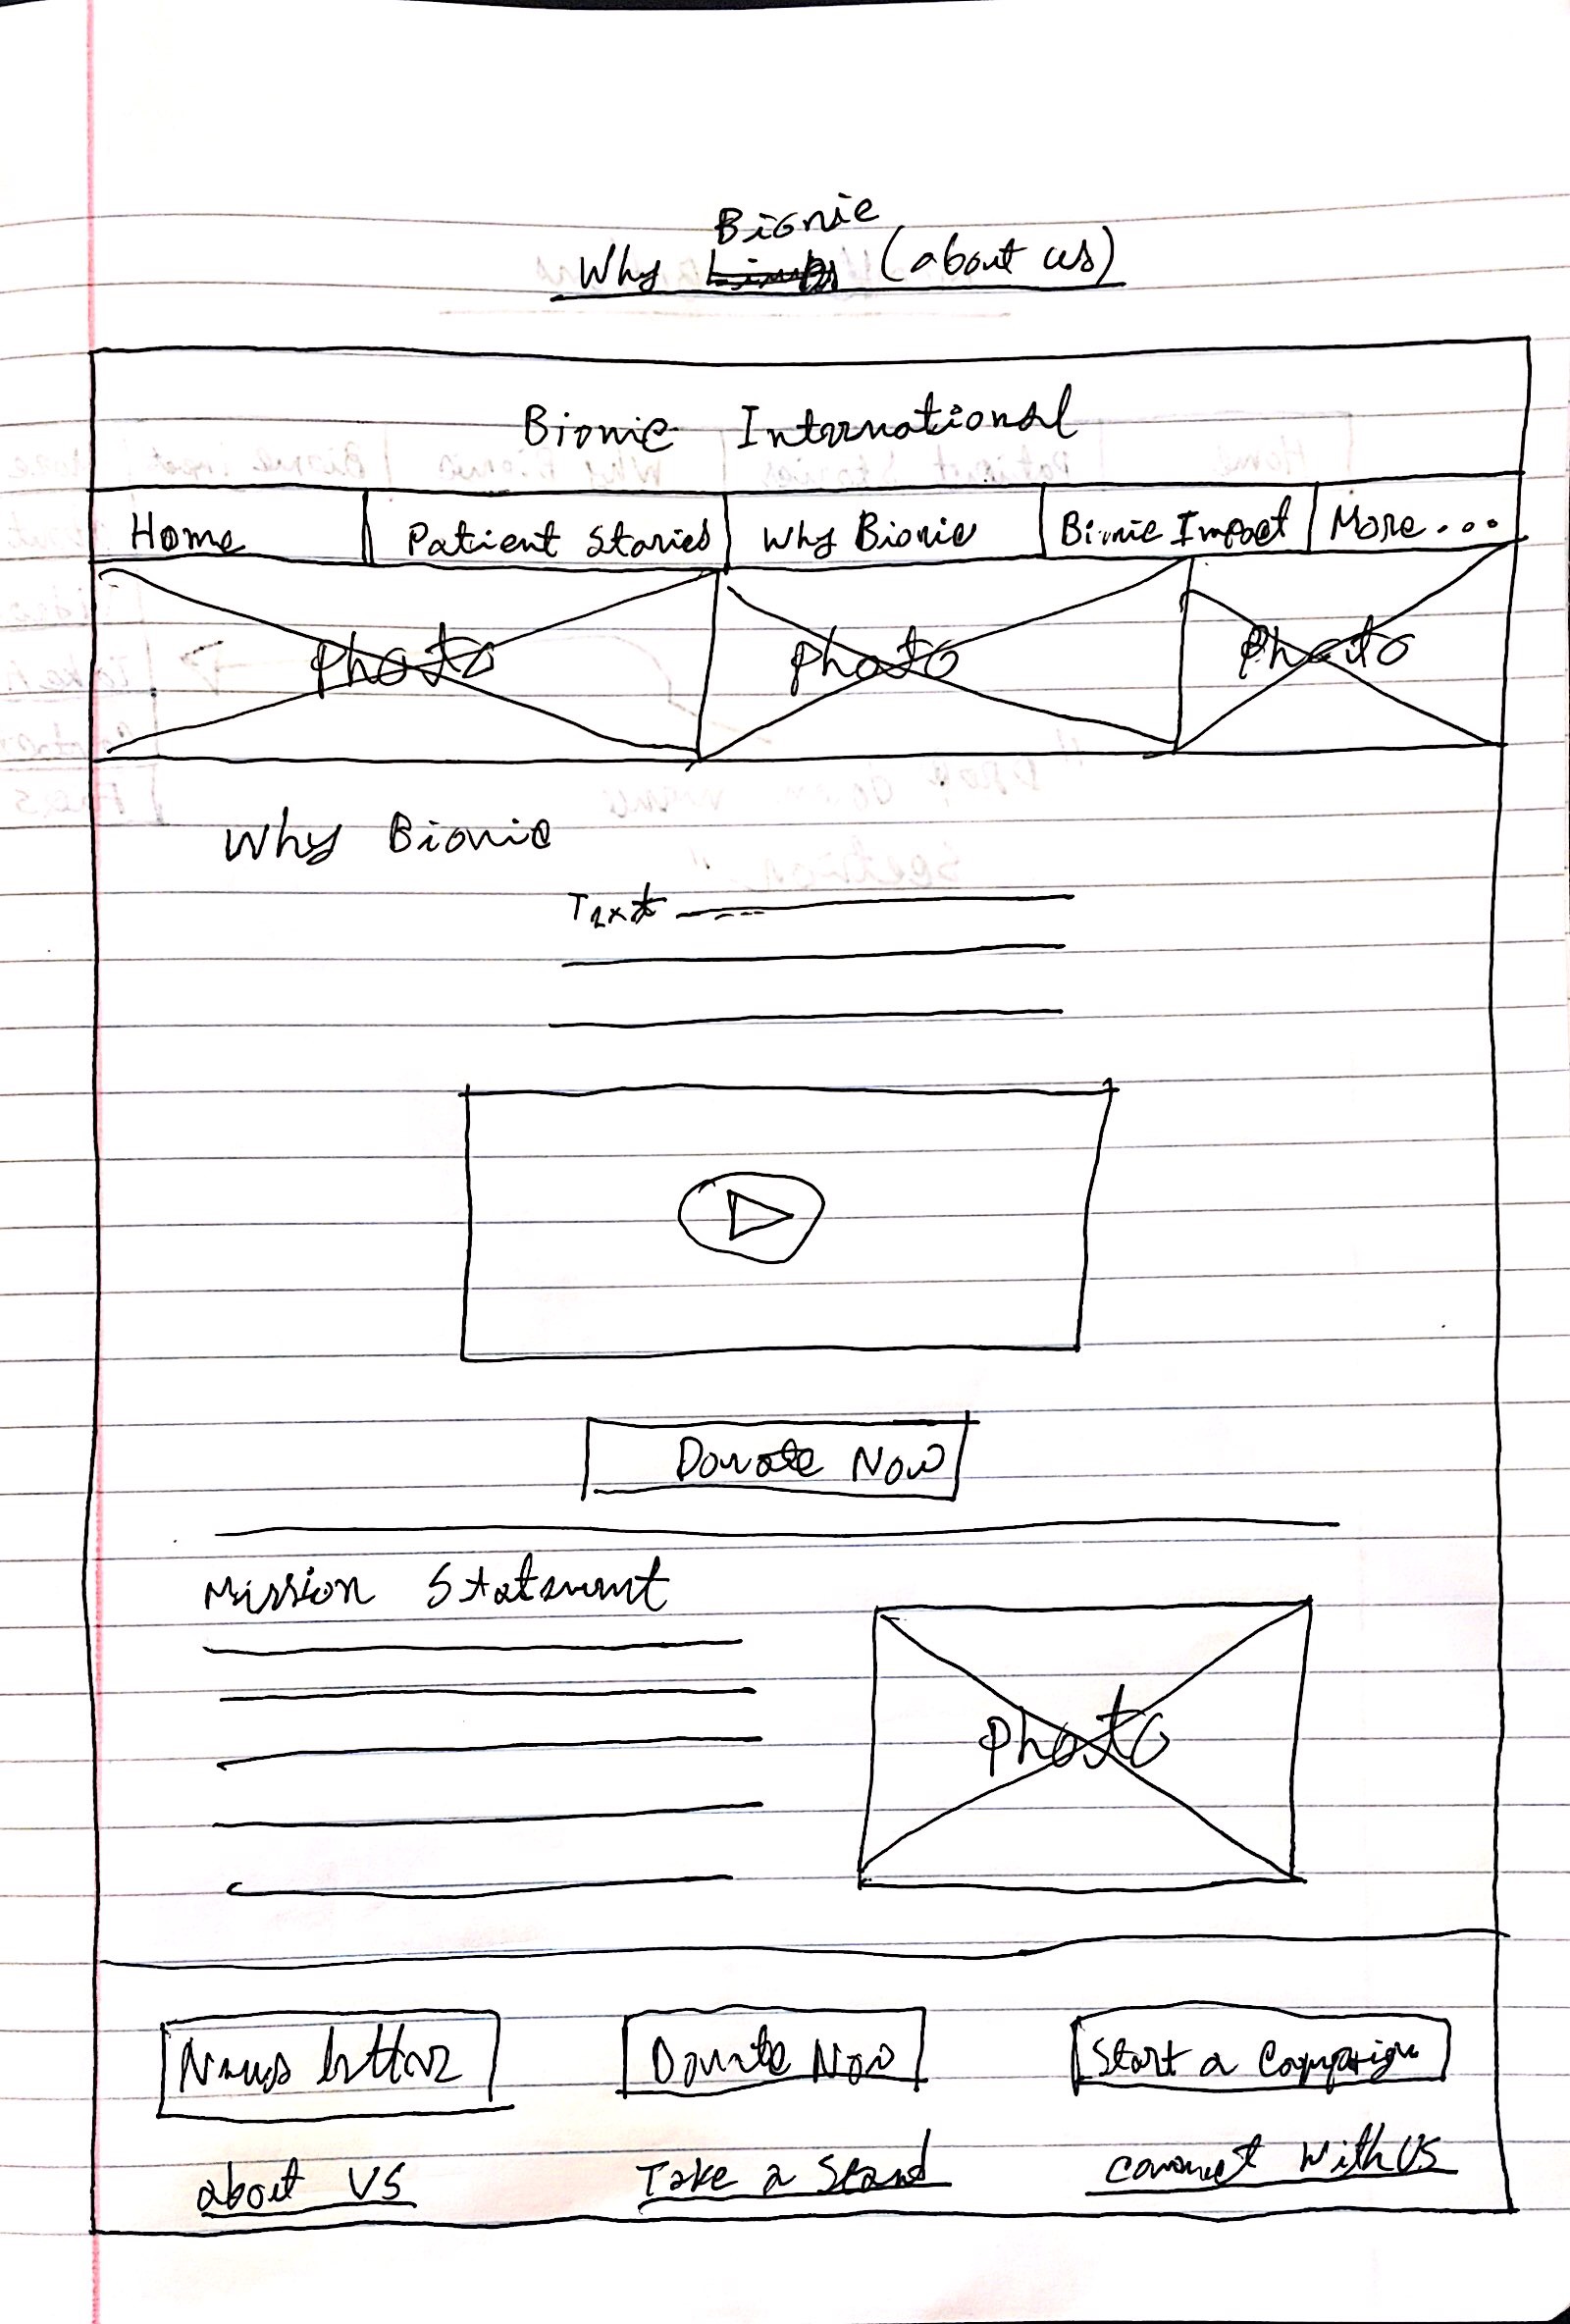 Bionic
Why Limbs (about us)
Bionic International
Home Patient Stories Why Bionic Bionic Impact More...
Photo Photo Photo
Why Bionic
Text
Donate Now
Mission Statement
Photo
News letter Donate Now Start a Campaign
about US Take a Stand Connect With US